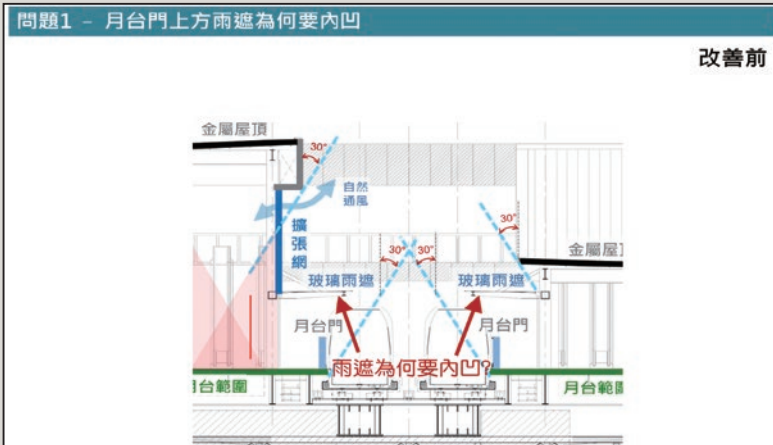 問題1 – 月台門上方雨遮為何要內凹
改善前
金屬屋頂
30°
自然
通風
30°
擴張網
30°
30°
金屬屋頂
玻璃雨遮
玻璃雨遮
月台門
月台門
雨遮為何要內凹?
月台範圍
月台範圍